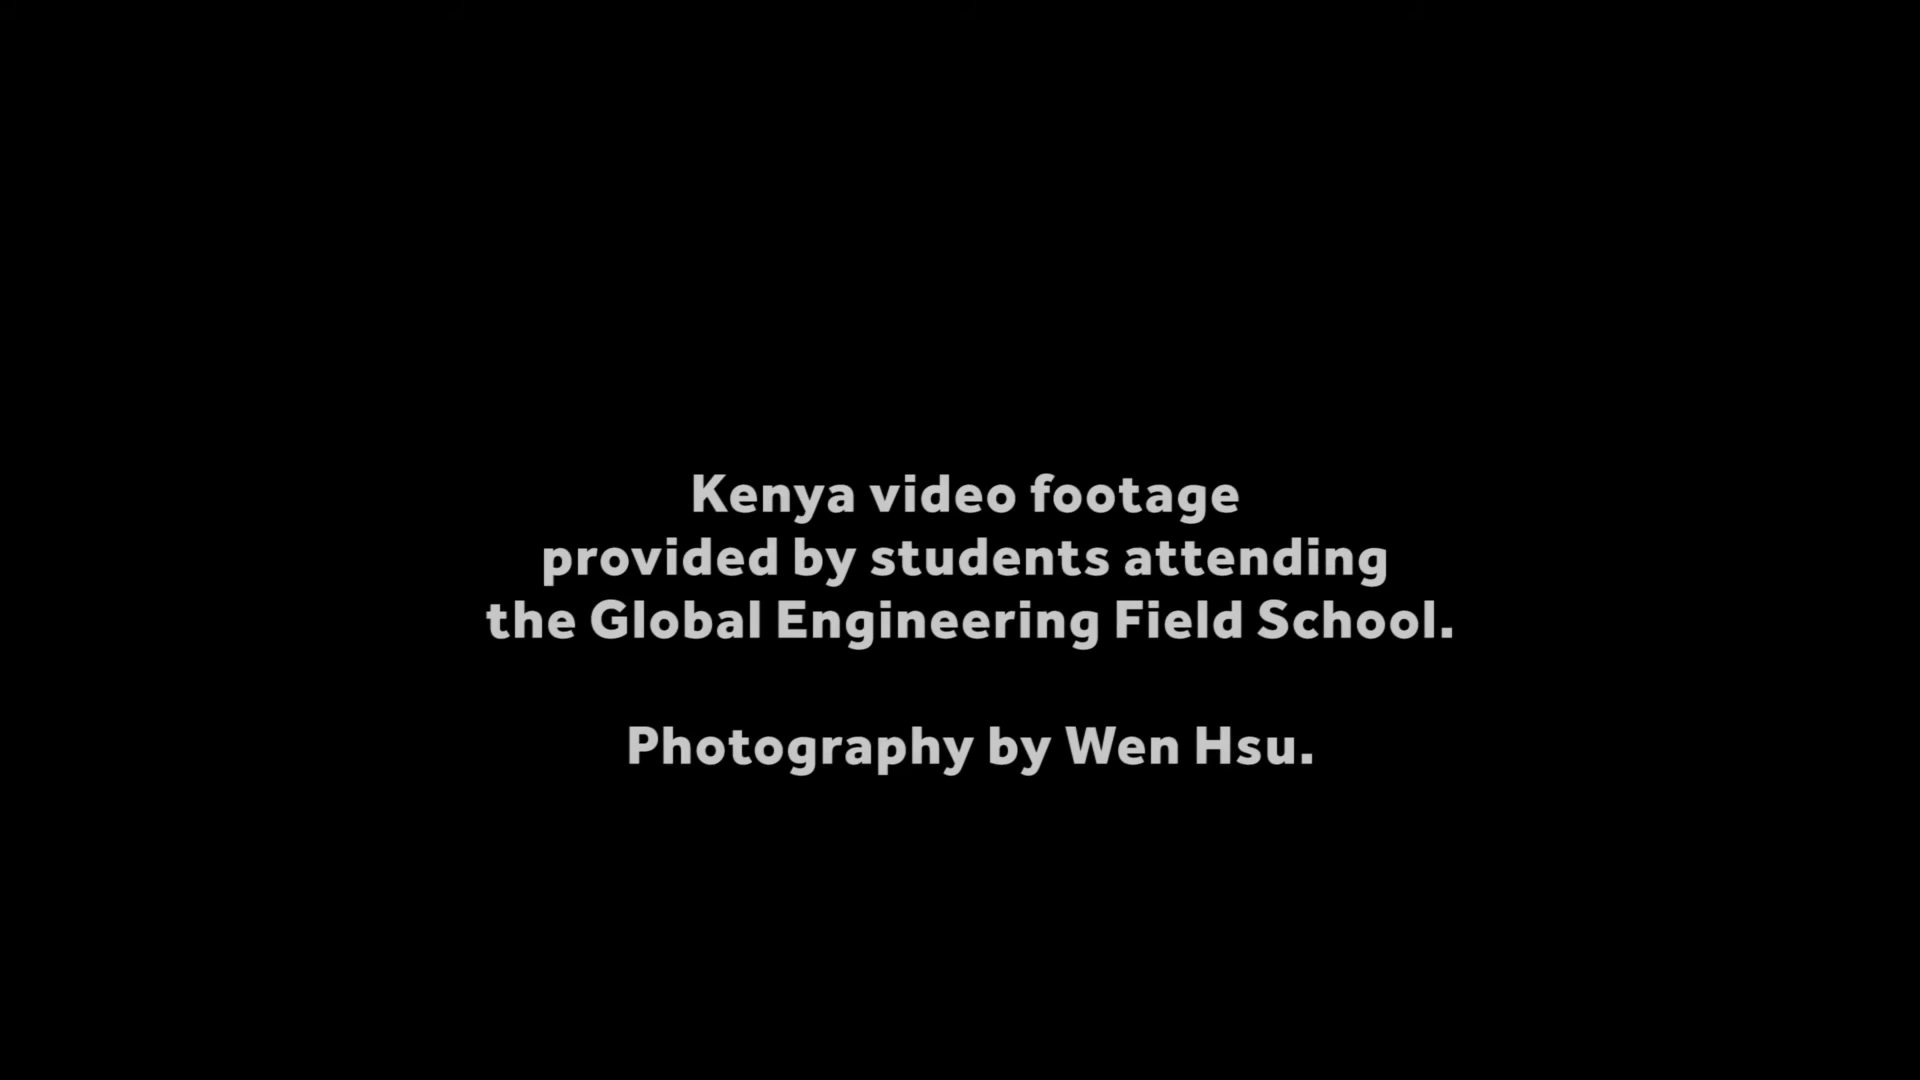 Kenya video footage
provided by students attending
the Global Engineering Field School.
Photography by Wen Hsu.